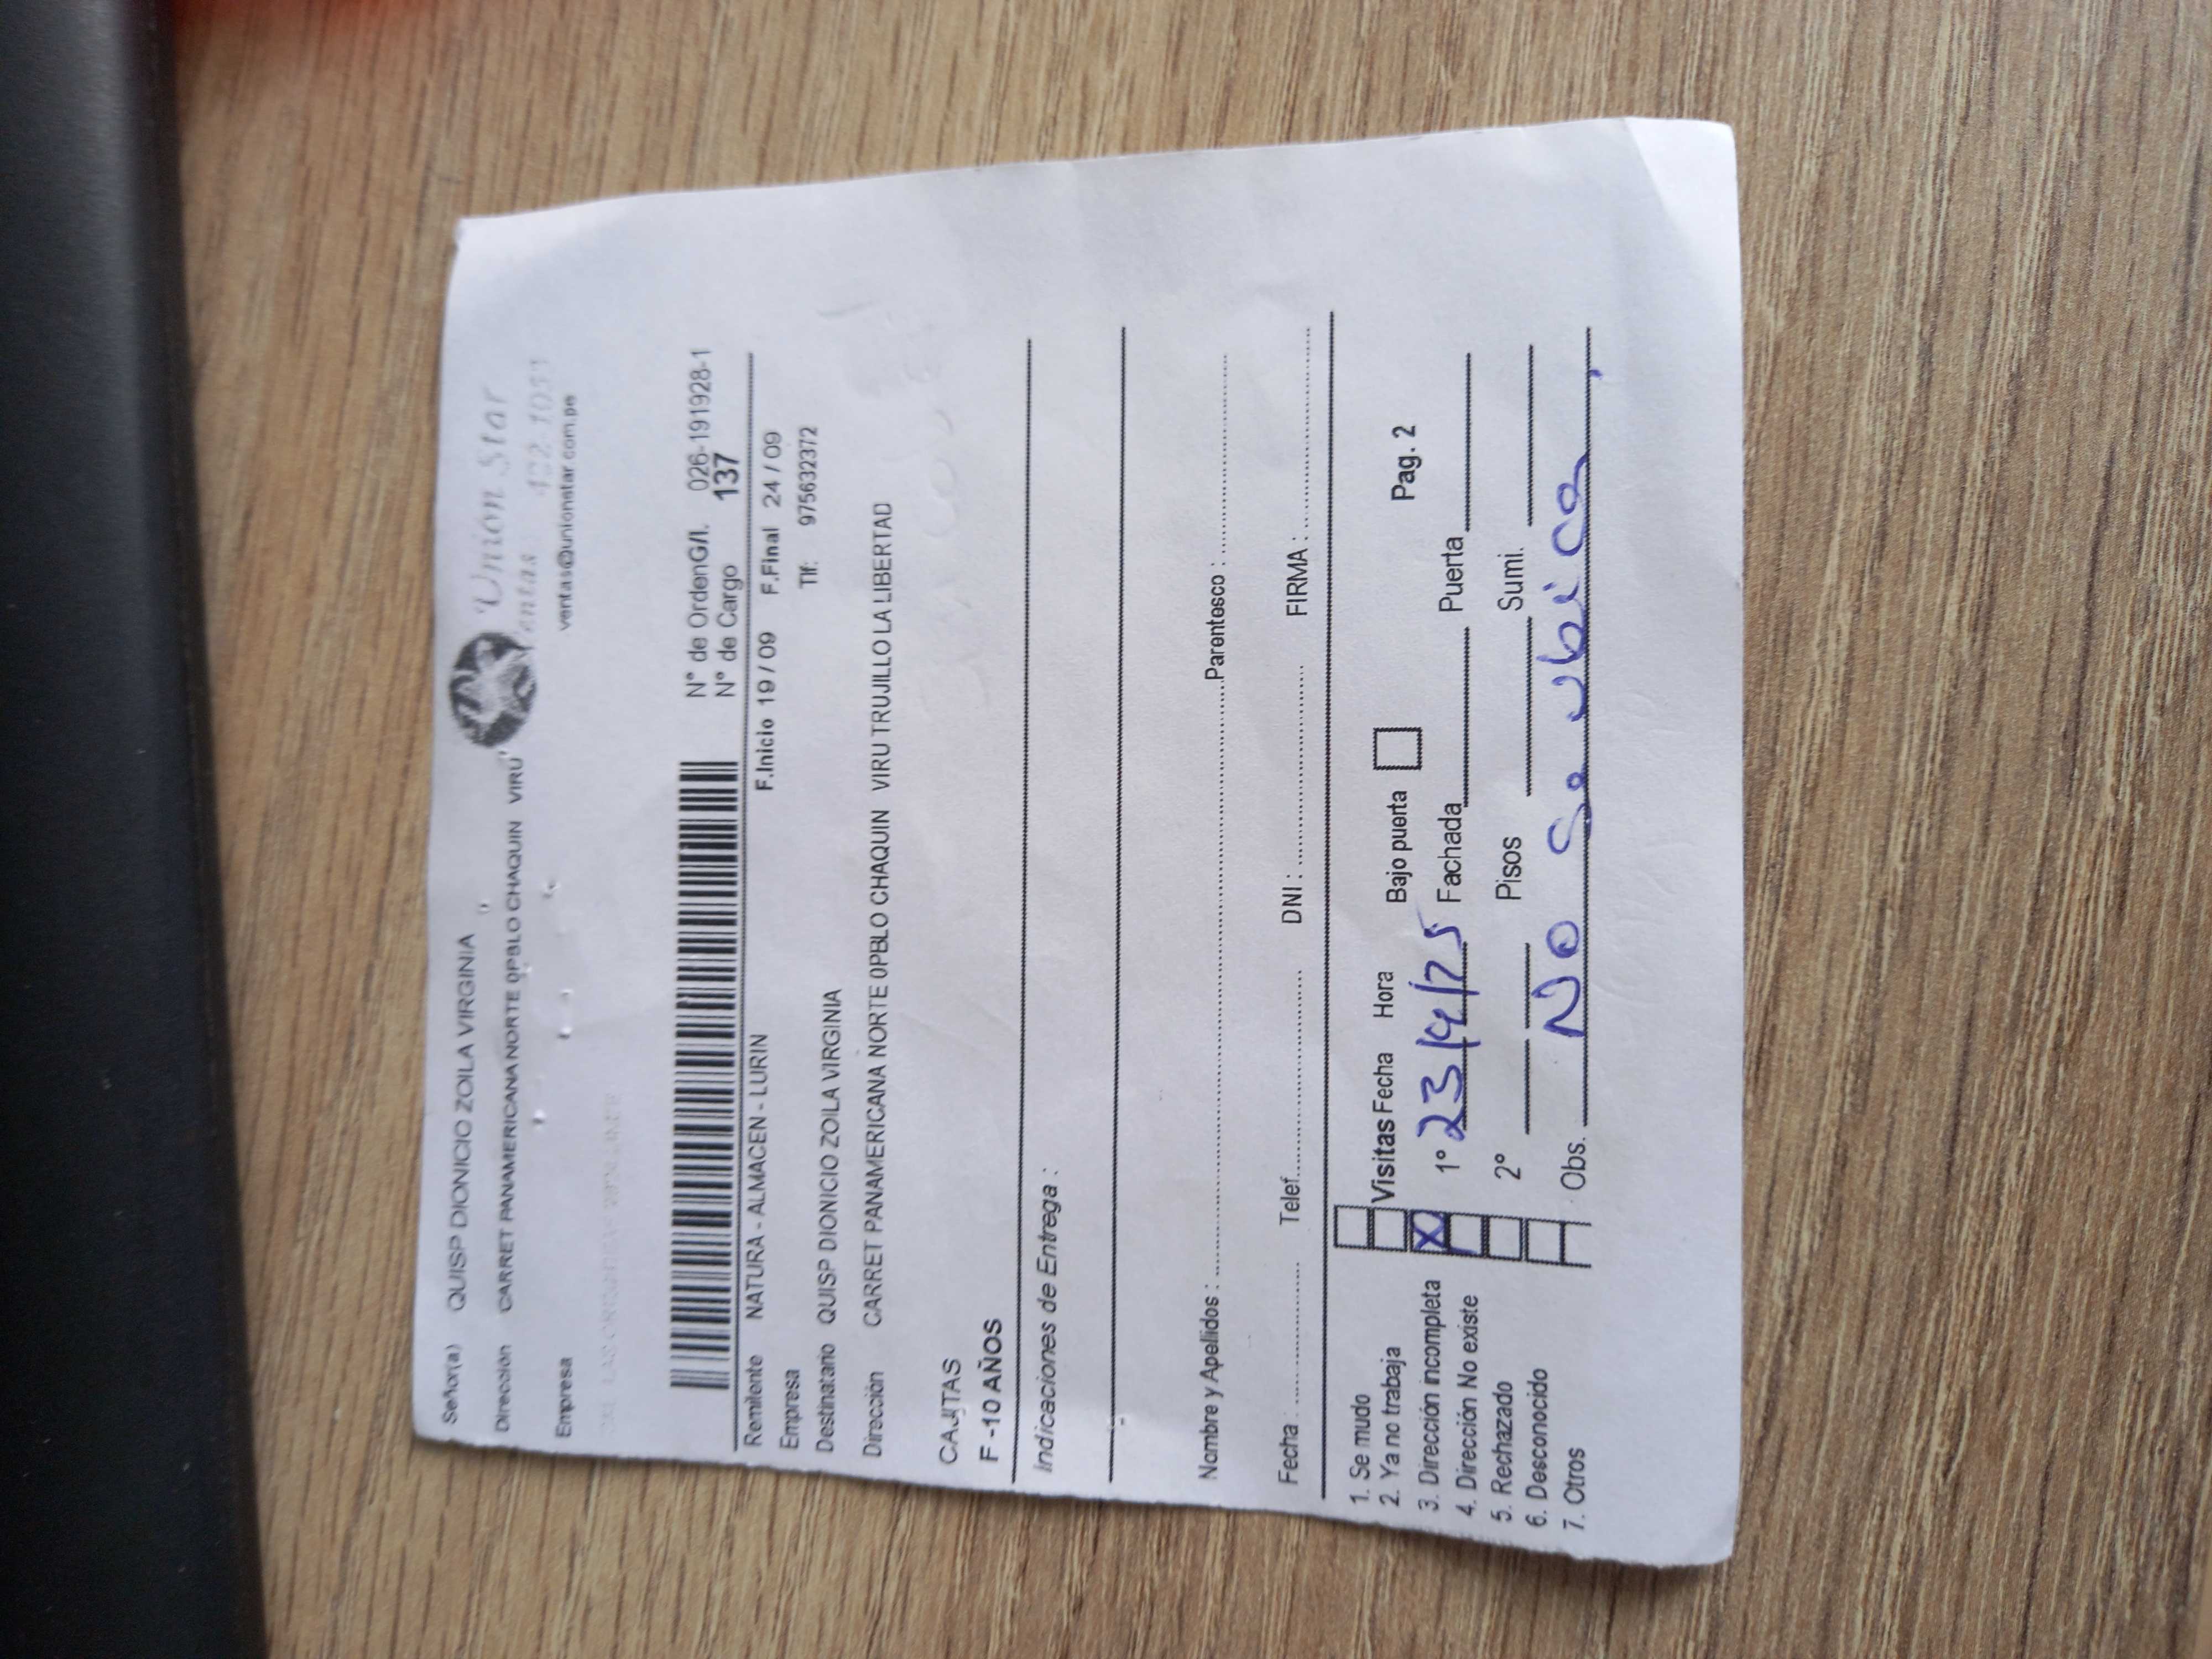 Señor(a) QUISP DIONICIO ZOILA VIRGINIA
Union Star
Dirección CARRET PANAMERICANA NORTE 0PBLO CHAQUIN VIRU
Empresa
ventas@unionstar.com.pe
N° de OrdenG/I. 026-191928-1
N° de Cargo 137
Remitente NATURA - ALMACEN - LURIN
F.Inicio 19 / 09 F.Final 24 / 09
Empresa
Tlf: 975632372
Destinatario QUISP DIONICIO ZOILA VIRGINIA
Dirección CARRET PANAMERICANA NORTE 0PBLO CHAQUIN VIRU TRUJILLO LA LIBERTAD
CAJITAS
F -10 AÑOS
Indicaciones de Entrega :
Nombre y Apellidos : Parentesco :
Fecha : Telef. DNI : FIRMA :
1. Se mudo
2. Ya no trabaja
3. Dirección incompleta X
4. Dirección No existe
5. Rechazado
6. Desconocido
7. Otros
Visitas Fecha Hora Bajo puerta Pag. 2
1° 23/9/25 Fachada Puerta
2° Pisos Sumi.
Obs. No se ubica